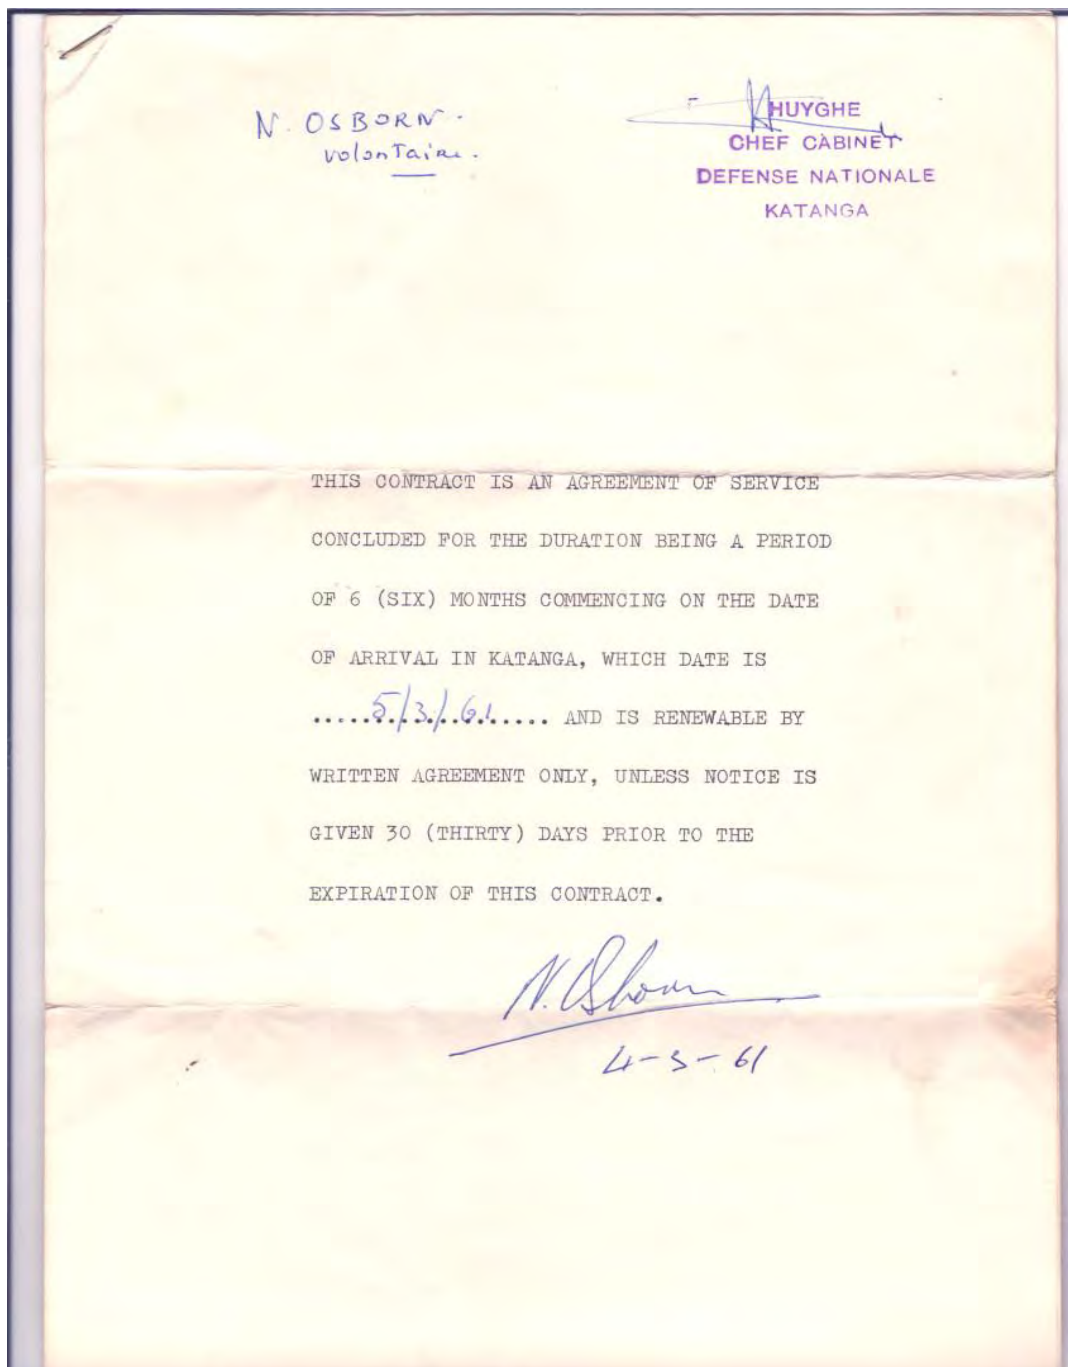 N. OSBORN.
volontaire.
HUYGHE
CHEF CABINET
DEFENSE NATIONALE
KATANGA
THIS CONTRACT IS AN AGREEMENT OF SERVICE
CONCLUDED FOR THE DURATION BEING A PERIOD
OF 6 (SIX) MONTHS COMMENCING ON THE DATE
OF ARRIVAL IN KATANGA, WHICH DATE IS
.....5/3/61..... AND IS RENEWABLE BY
WRITTEN AGREEMENT ONLY, UNLESS NOTICE IS
GIVEN 30 (THIRTY) DAYS PRIOR TO THE
EXPIRATION OF THIS CONTRACT.
N. Osborn
4-3-61